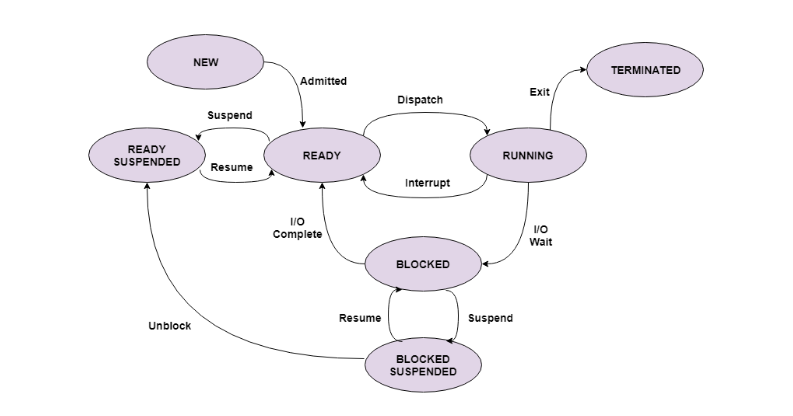 NEW
TERMINATED
Admitted
Exit
Dispatch
Suspend
READY
SUSPENDED
READY
RUNNING
Resume
Interrupt
I/O
Complete
I/O
Wait
BLOCKED
Resume
Suspend
Unblock
BLOCKED
SUSPENDED